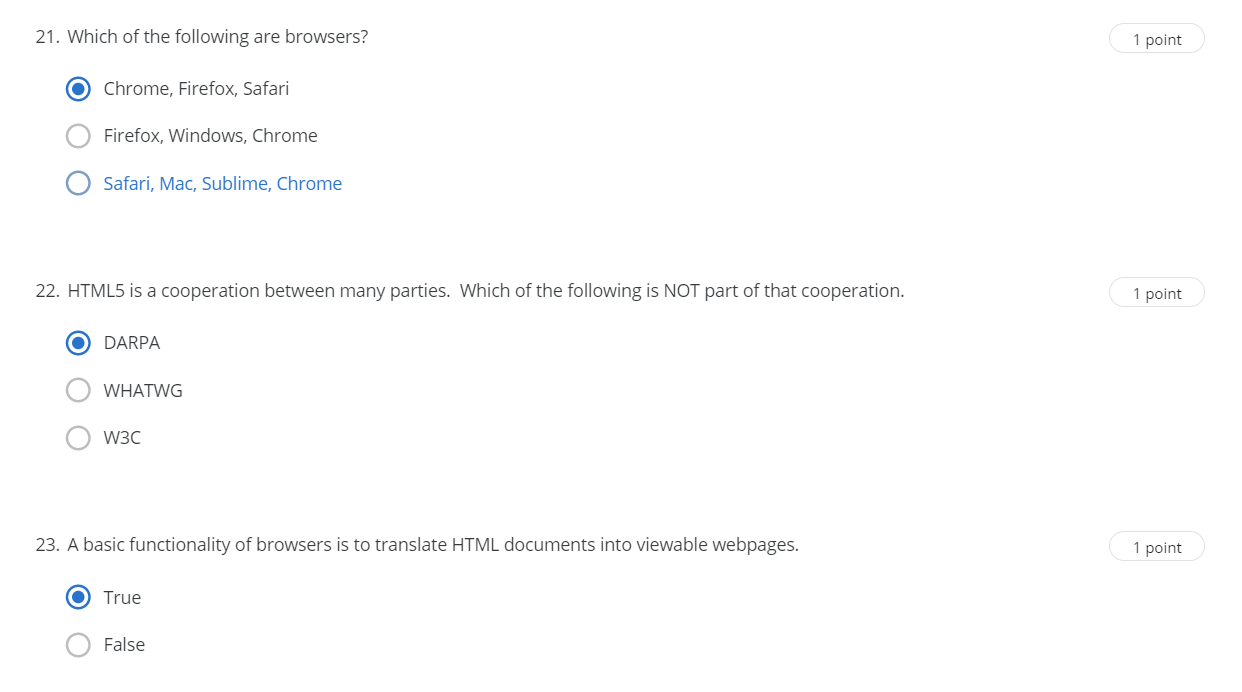 21. Which of the following are browsers?
1 point
Chrome, Firefox, Safari
Firefox, Windows, Chrome
Safari, Mac, Sublime, Chrome
22. HTML5 is a cooperation between many parties.  Which of the following is NOT part of that cooperation.
1 point
DARPA
WHATWG
W3C
23. A basic functionality of browsers is to translate HTML documents into viewable webpages.
1 point
True
False